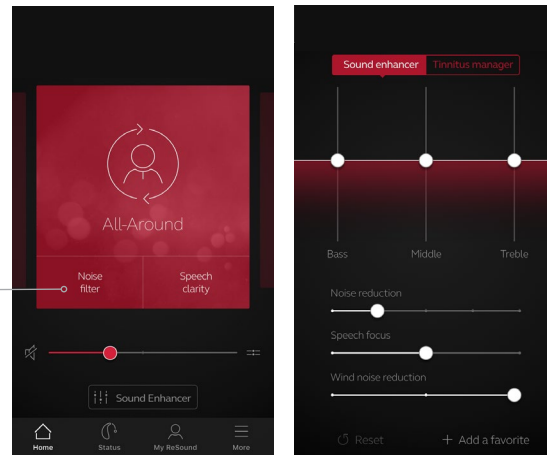 All-Around
Noise
filter
Speech
clarity
Sound Enhancer
Home
Status
My ReSound
More
Sound enhancer
Tinnitus manager
Bass
Middle
Treble
Noise reduction
Speech focus
Wind noise reduction
Reset
+ Add a favorite